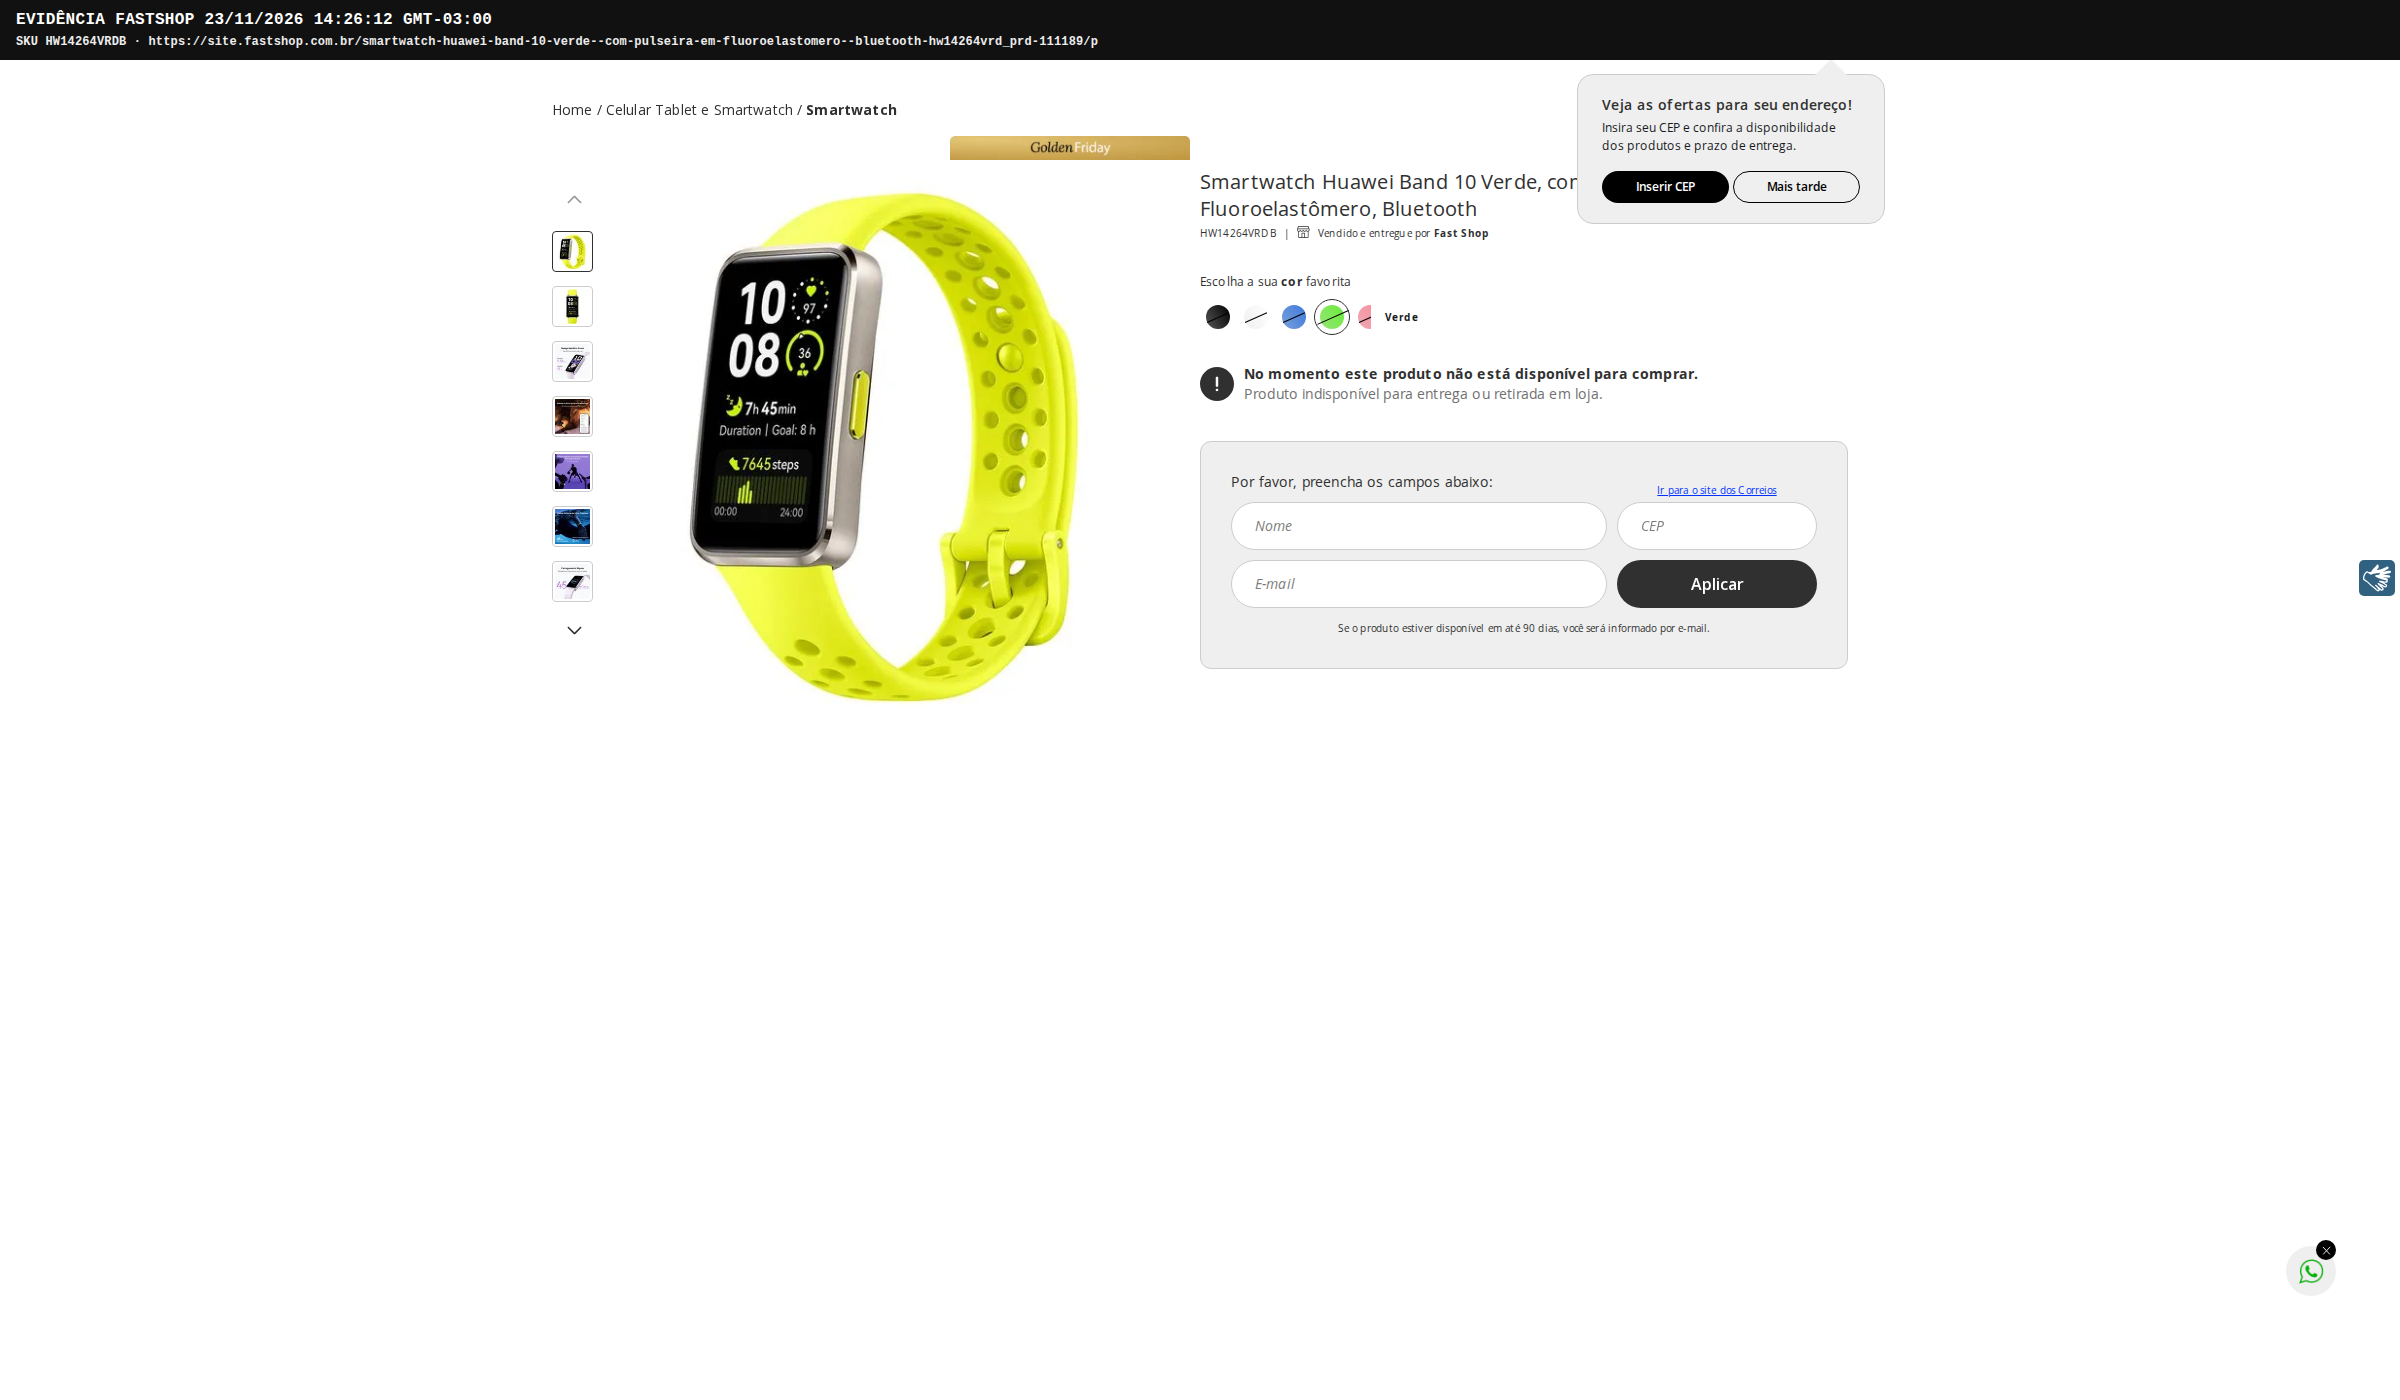 EVIDÊNCIA FASTSHOP 23/11/2026 14:26:12 GMT-03:00
SKU HW14264VRDB · https://site.fastshop.com.br/smartwatch-huawei-band-10-verde--com-pulseira-em-fluoroelastomero--bluetooth-hw14264vrd_prd-111189/p
Home / Celular Tablet e Smartwatch / Smartwatch
Veja as ofertas para seu endereço!
Insira seu CEP e confira a disponibilidade
dos produtos e prazo de entrega.
Inserir CEP
Mais tarde
Golden Friday
Smartwatch Huawei Band 10 Verde, com
Fluoroelastômero, Bluetooth
HW14264VRDB | Vendido e entregue por Fast Shop
Escolha a sua cor favorita
Verde
No momento este produto não está disponível para comprar.
Produto indisponível para entrega ou retirada em loja.
Por favor, preencha os campos abaixo:
Ir para o site dos Correios
Nome
CEP
E-mail
Aplicar
Se o produto estiver disponível em até 90 dias, você será informado por e-mail.
10
08
97
36
7h 45min
Duration | Goal: 8 h
7645 steps
00:00 24:00